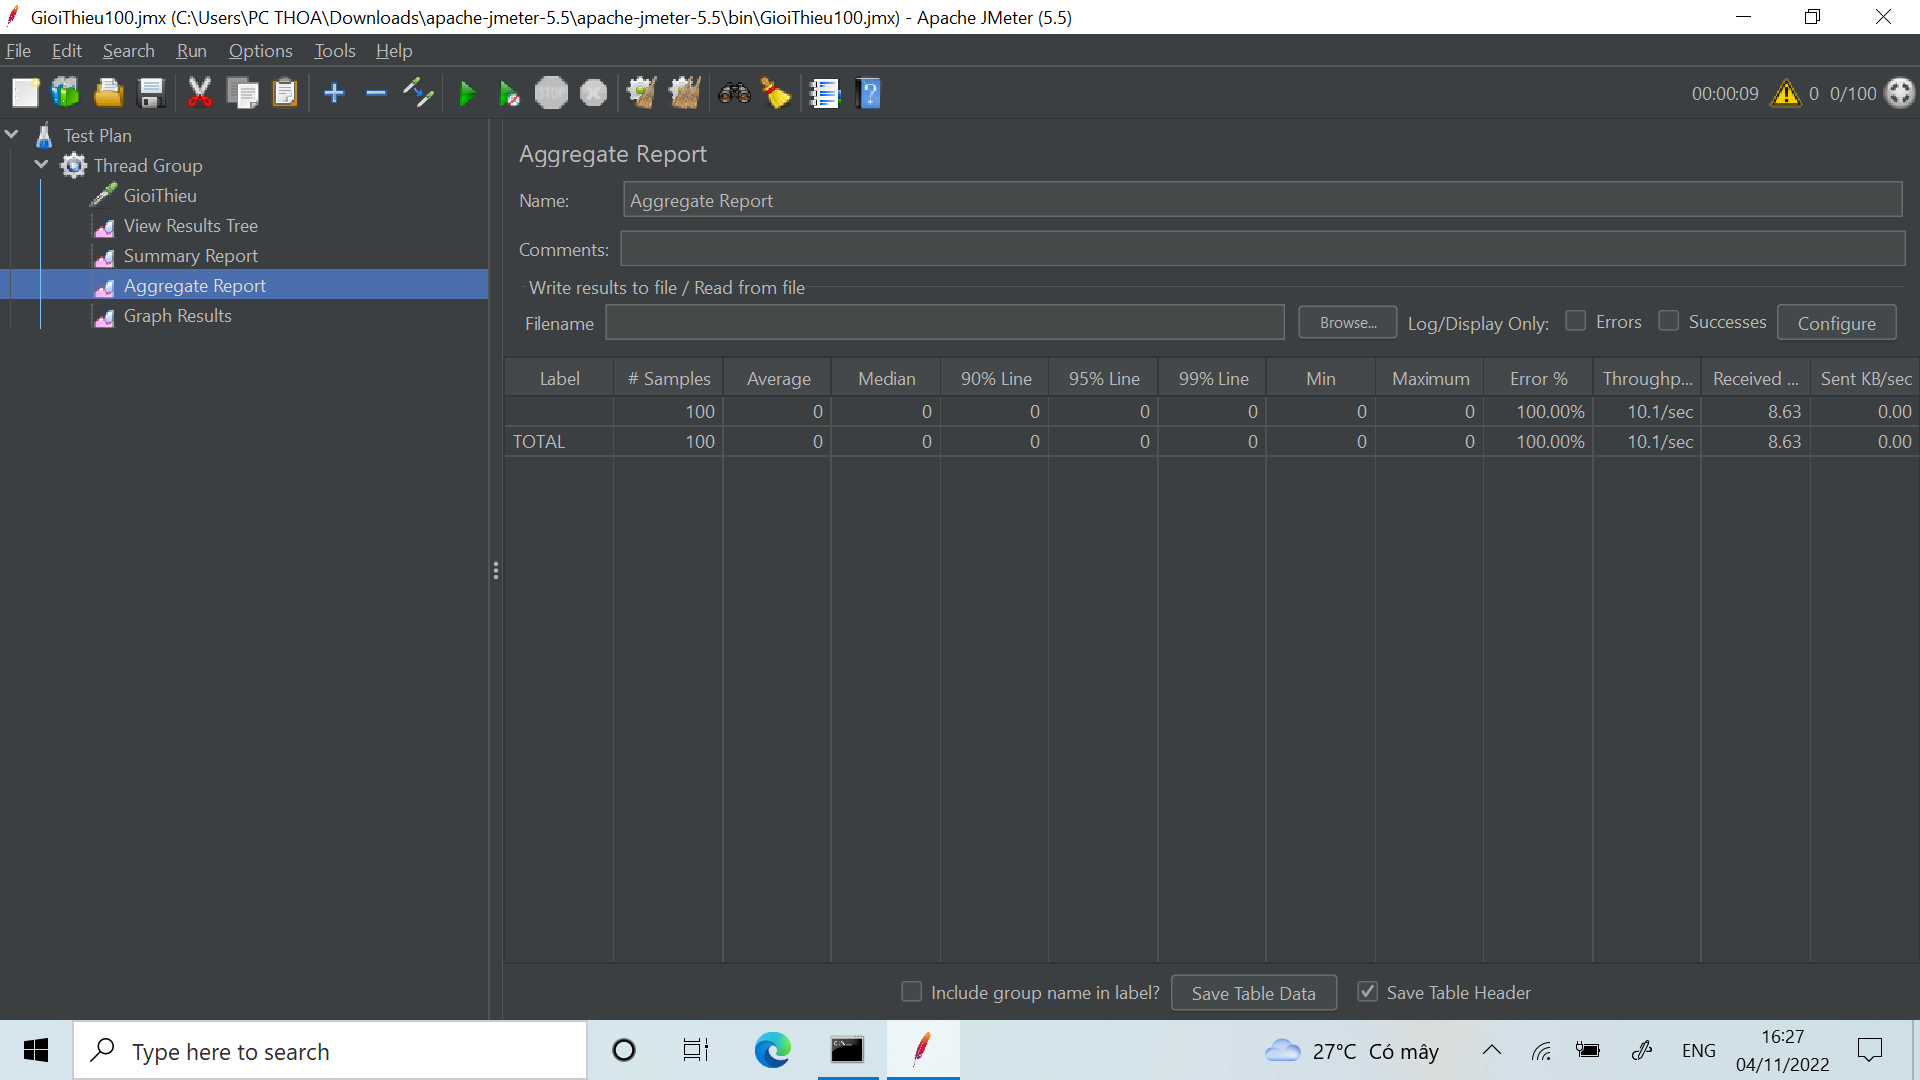 GioiThieu100.jmx (C:\Users\PC THOA\Downloads\apache-jmeter-5.5\apache-jmeter-5.5\bin\GioiThieu100.jmx) - Apache JMeter (5.5)
File Edit Search Run Options Tools Help
STOP 00:00:09 0 0/100
Test Plan
Thread Group
GioiThieu
View Results Tree
Summary Report
Aggregate Report
Graph Results
Aggregate Report
Name: Aggregate Report
Comments:
Write results to file / Read from file
Filename Browse... Log/Display Only: Errors Successes Configure
Label # Samples Average Median 90% Line 95% Line 99% Line Min Maximum Error % Throughp... Received ... Sent KB/sec
100 0 0 0 0 0 0 0 100.00% 10.1/sec 8.63 0.00
TOTAL 100 0 0 0 0 0 0 0 100.00% 10.1/sec 8.63 0.00
Include group name in label? Save Table Data Save Table Header
Type here to search 27°C Có mây ENG 16:27
04/11/2022